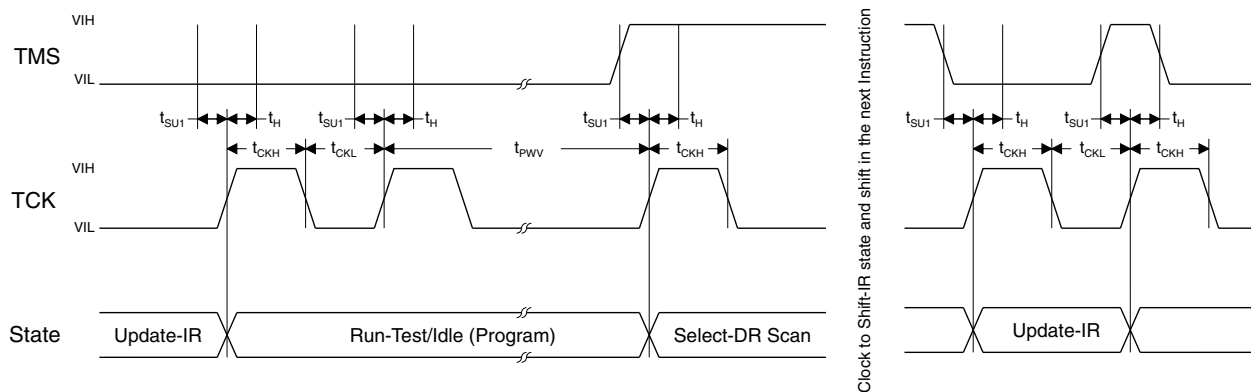 VIH
TMS
VIL
tSU1 tH tSU1 tH tSU1 tH tSU1 tH tSU1 tH
tCKH tCKL tPWV tCKH tCKH tCKL tCKH
VIH
TCK
VIL
State Update-IR Run-Test/Idle (Program) Select-DR Scan Update-IR
Clock to Shift-IR state and shift in the next Instruction